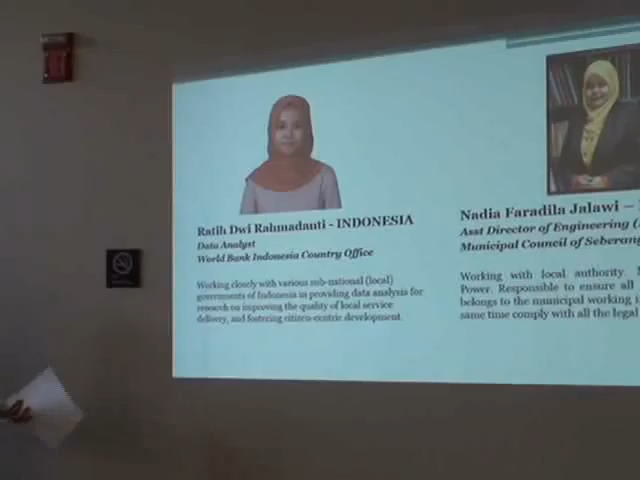 Ratih Dwi Rahmadanti - INDONESIA
Data Analyst
World Bank Indonesia Country Office
Working closely with various sub-national (local)
governments of Indonesia in providing data analysis for
research on improving the quality of local service
delivery, and fostering citizen-centric development.
Nadia Faradila Jalawi –
Asst Director of Engineering
Municipal Council of Seberang
Working with local authority.
Power. Responsible to ensure all
belongs to the municipal working
same time comply with all the legal